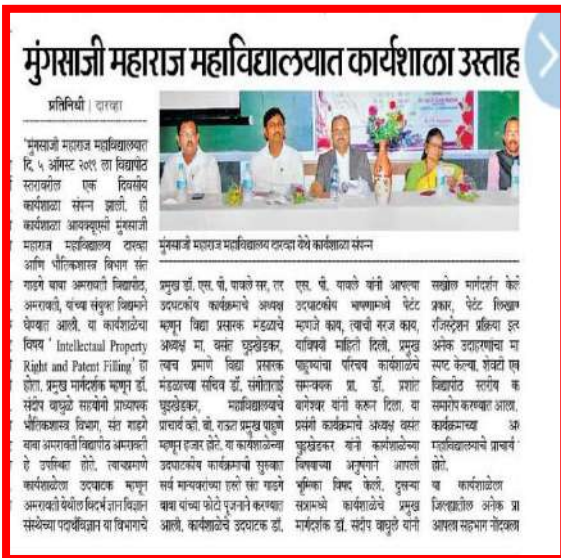 मुंगसाजी महाराज महाविद्यालयात कार्यशाळा उस्ताह
प्रतिनिधी | दारव्हा
'मुंगसाजी महाराज महाविद्यालयात
दि. ५ ऑगस्ट २०१९ ला विद्यापीठ
स्तरावरील एक दिवसीय
कार्यशाळा संपन्न झाली. ही
कार्यशाळा आयक्यूएसी मुंगसाजी
महाराज महाविद्यालय दारव्हा
आणि भौतिकशास्त्र विभाग संत
गाडगे बाबा अमरावती विद्यापीठ,
अमरावती, यांच्या संयुक्त विद्यमाने
घेण्यात आली. या कार्यशाळेचा
विषय ' Intellectual Property
Right and Patent Filling' हा
होता. प्रमुख मार्गदर्शक म्हणून डॉ.
संदीप वाघुळे सहयोगी प्राध्यापक
भौतिकशास्त्र विभाग, संत गाडगे
बाबा अमरावती विद्यापीठ अमरावती
हे उपस्थित होते. त्याचप्रमाणे
कार्यशाळेला उदघाटक म्हणून
अमरावती येथील विदर्भ ज्ञान विज्ञान
संस्थेच्या पदार्थविज्ञान या विभागाचे
मुंगसाजी महाराज महाविद्यालय दारव्हा येथे कार्यशाळा संपन्न
प्रमुख डॉ. एस. पी. यावले सर, तर
उदघाटकीय कार्यक्रमाचे अध्यक्ष
म्हणून विद्या प्रसारक मंडळाचे
अध्यक्ष मा. वसंत घुइखेडकर,
त्याच प्रमाणे विद्या प्रसारक
मंडळाच्या सचिव डॉ. संगीताताई
घुइखेडकर, महाविद्यालयाचे
प्राचार्य व्ही. बी. राऊत प्रमुख पाहुणे
म्हणून हजार होते. या कार्यशाळेच्या
उदघाटकीय कार्यक्रमाची सुरुवात
सर्व मान्यवरांच्या हस्ते संत गाडगे
बाबा यांच्या फोटो पूजनाने करण्यात
आली. कार्यशाळेचे उदघाटक डॉ.
एस. पी. यावले यांनी आपल्या
उदघाटकीय भाषणामध्ये पेटंट
म्हणजे काय, त्याची गरज काय,
याविषयी माहिती दिली. प्रमुख
पाहुण्यांचा परिचय कार्यशाळेचे
समन्वयक प्रा. डॉ. प्रशांत
बागेश्वर यांनी करून दिला. या
प्रसंगी कार्यक्रमाचे अध्यक्ष वसंत
घुइखेडकर यांनी कार्यशाळेच्या
विषयाच्या अनुषंगाने आपली
भूमिका विषद केली. दुसऱ्या
सत्रामध्ये कार्यशाळेचे प्रमुख
मार्गदर्शक डॉ. संदीप वाघुले यांनी
सखोल मार्गदर्शन केले
प्रकार, पेटंट लिखाण
रजिस्ट्रेशन प्रक्रिया इत्य
अनेक उदाहरणांचा मा
स्पष्ट केल्या. शेवटी एव
विद्यापीठ स्तरीय क
समारोप करण्यात आला.
कार्यक्रमाच्या अ
महाविद्यालयाचे प्राचार्य
होते.
या कार्यशाळेला
जिल्ह्यातील अनेक प्रा
आपला सहभाग नोंदवला